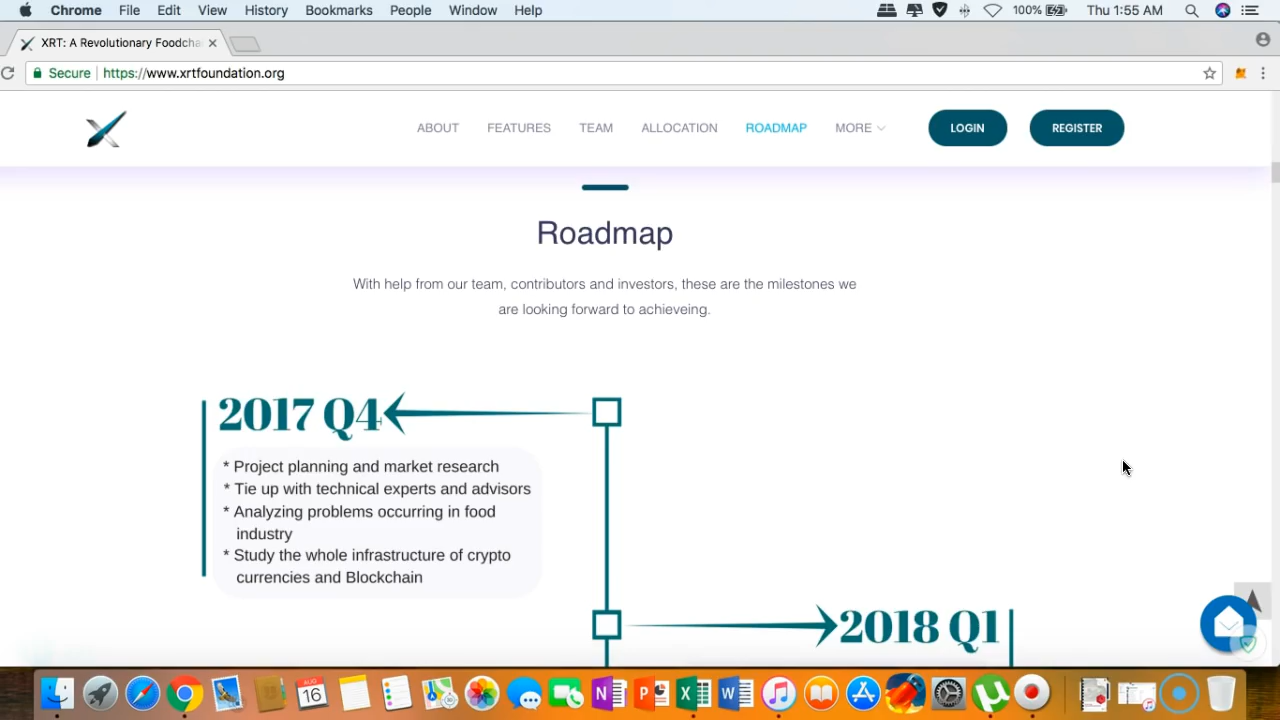 Chrome File Edit View History Bookmarks People Window Help 100% Thu 1:55 AM
XRT: A Revolutionary Foodcha
Secure https://www.xrtfoundation.org
ABOUT FEATURES TEAM ALLOCATION ROADMAP MORE LOGIN REGISTER
Roadmap
With help from our team, contributors and investors, these are the milestones we
are looking forward to achieveing.
2017 Q4
* Project planning and market research
* Tie up with technical experts and advisors
* Analyzing problems occurring in food
industry
* Study the whole infrastructure of crypto
currencies and Blockchain
2018 Q1
AUG
16